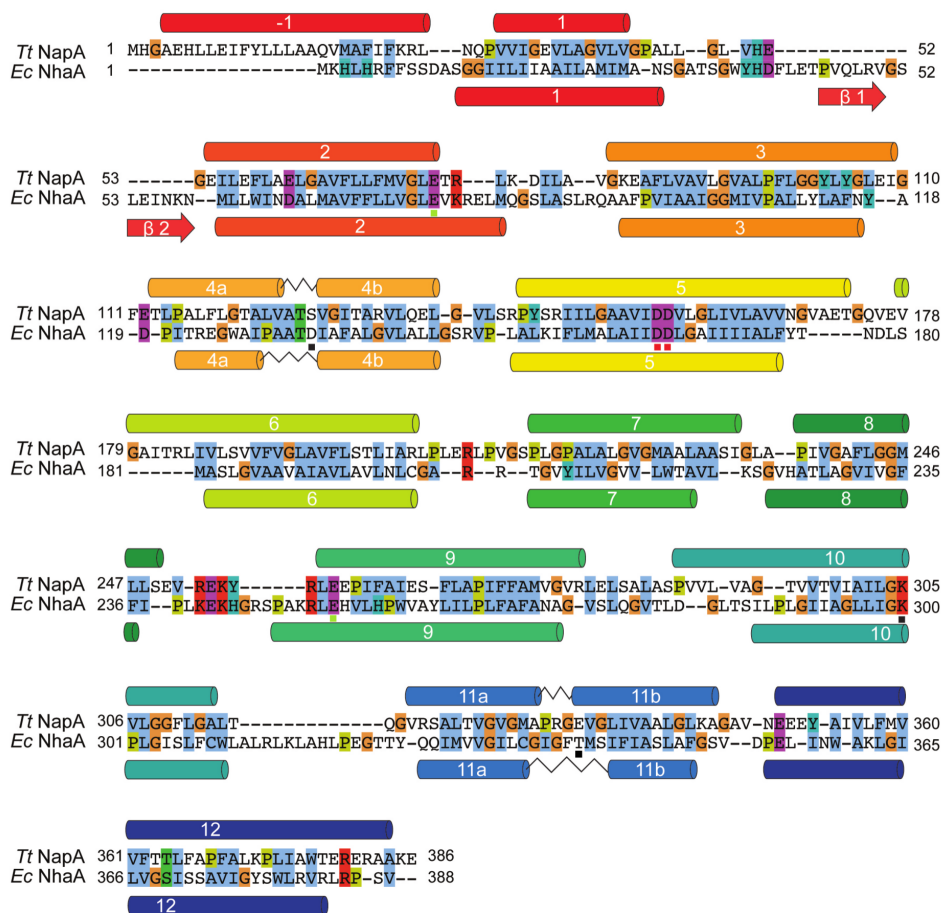 -1 1
Tt NapA 1 MHGAEHLLEIFYLLLAAQVMAFIFKRL--NQPVVIGEVLAGVLVGPALL--GL-VHE------------ 52
Ec NhaA 1 -----------------MKHLHRFFSSDASGGIILIIAAILAMIMA-NSGATSGWYHDFLETPVQLRVGS 52
1 β 1
2 3
Tt NapA 53 ------GEILEFLAELGAVFLLFMVGLETR---LK-DILA--VGKEAFLVAVLGVALPFLGGYLYGLEIG 110
Ec NhaA 53 LEINKN-MLLWINDALMAVFFLLVGLEVKRELMQGSLASLRQAAFPVIAAIGGMIVPALLYLAFNY--A 118
β 2 2 3
4a 4b 5
Tt NapA 111 FETLPALFLGTALVATSVGITARVLQEL-G-VLSRPYSRIILGAAVIDDVLGLIVLAVVNGVAETGQVEV 178
Ec NhaA 119 -D-PITREGWAIPAATDIAFALGVLALLGSRVP-LALKIFLMALAIIDDLGAIIIIALFYT---NDLS 180
4a 4b 5
6 7 8
Tt NapA 179 GAITRLIVLSVVFVGLAVFLSTLIARLPLERLPVGSPLGPALALGVGMAALAASIGLA--PIVGAFLGGM 246
Ec NhaA 181 ------MASLGVAAVAIAVLAVLNLCGA--R--R--TGVYILVGVV-LWTAVL--KSGVHATLAGVIVGF 235
6 7 8
9 10
Tt NapA 247 LLSEV-REKY------RLEEPIFAIES-FLAPIFFAMVGVRLELSALASPVVL-VAG--TVVTVIAILGK 305
Ec NhaA 236 FI--PLKEKHGRSPAKRLEHVLHPWVAYLILPLFAFANAG-VSLQGVTLD--GLTSILPLGIIAGLLIGK 300
9 10
11a 11b
Tt NapA 306 VLGGFLGALT-------------QGVRSALTVGVGMAPRGEVGLIVAALGLKAGAV-NEEEYAIVLFMV 360
Ec NhaA 301 PLGISLFCWLALRLKLAHLPEGTTY-QQIMVVGILCGIGFTMSIFIASLAFGSV--DPEL-INW-AKLGI 365
11a 11b
12
Tt NapA 361 VFTTLFAPFALKPLIAWTERERAAKE 386
Ec NhaA 366 LVGSISSAVIGYSWLRVRLRP-SV-- 388
12